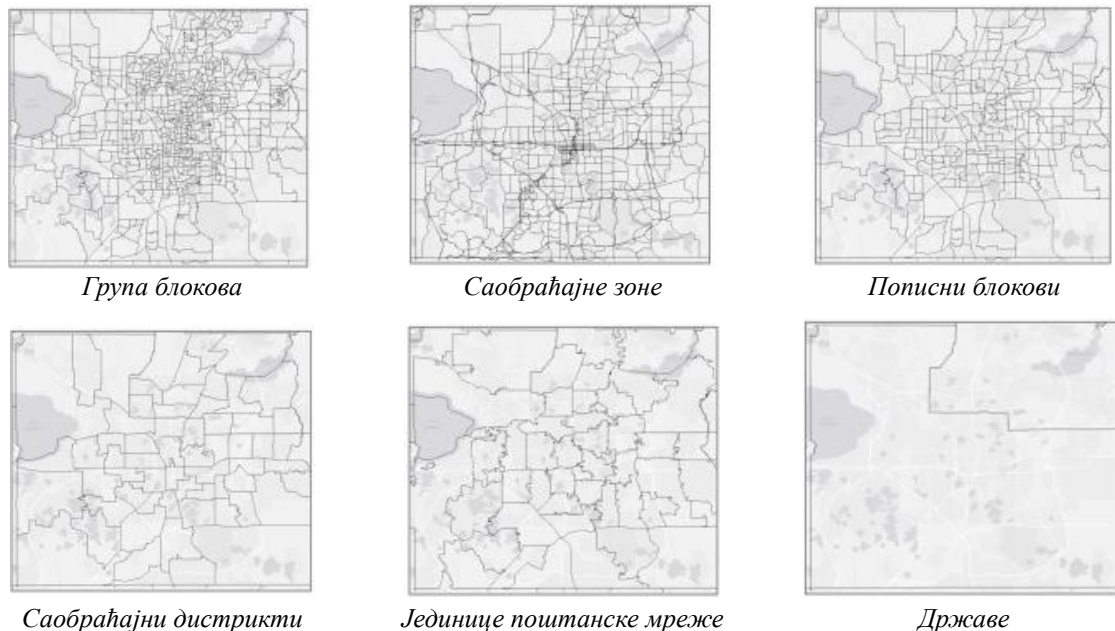 Група блокова
Саобраћајне зоне
Пописни блокови
Саобраћајни дистрикти
Јединице поштанске мреже
Државе